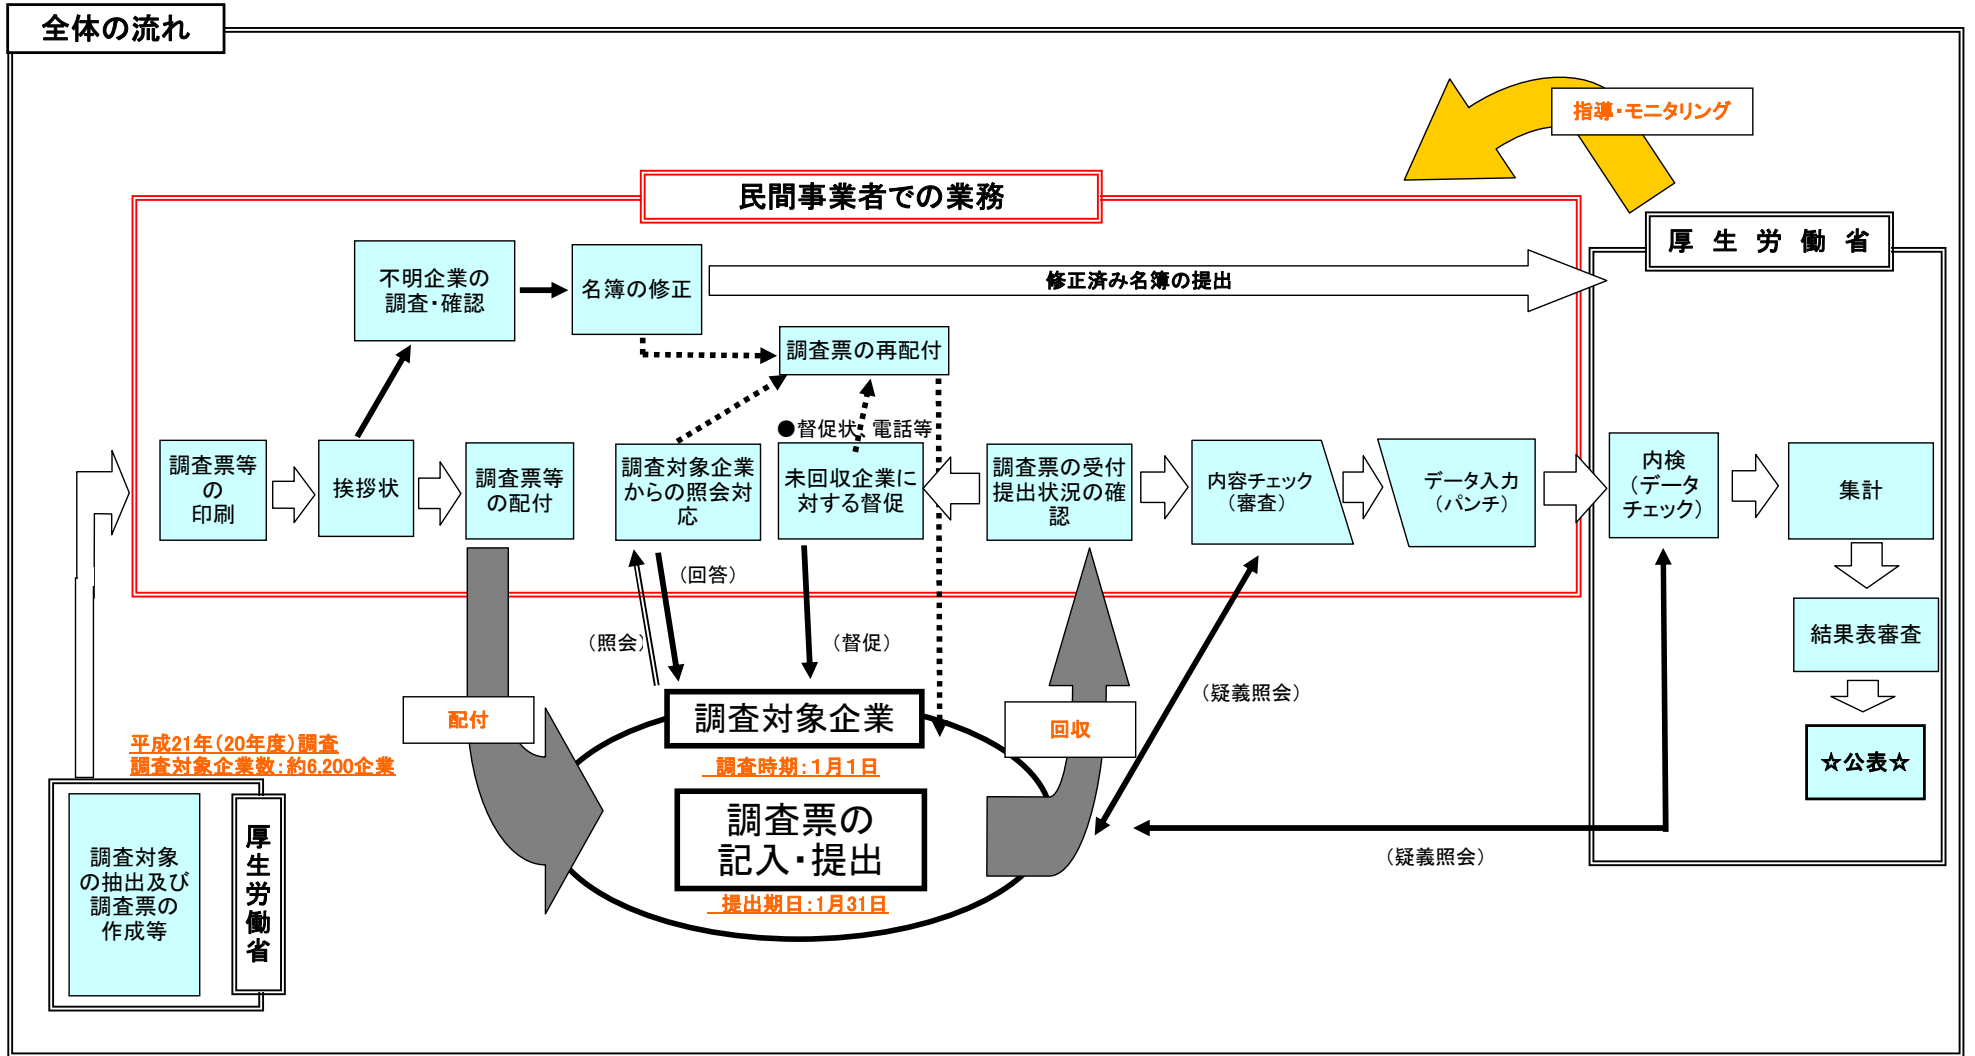 全体の流れ
指導・モニタリング
民間事業者での業務
厚生労働省
不明企業の
調査・確認
名簿の修正
修正済み名簿の提出
調査票の再配付
●督促状、電話等
調査票等
の
印刷
挨拶状
調査票等
の配付
調査対象企業
からの照会対
応
未回収企業に
対する督促
調査票の受付
提出状況の確
認
内容チェック
（審査）
データ入力
（パンチ）
内検
（データ
チェック）
集計
（回答）
（照会）
（督促）
（疑義照会）
結果表審査
配付
調査対象企業
回収
平成21年（20年度）調査
調査対象企業数：約6,200企業
調査時期：1月1日
☆公表☆
調査票の
記入・提出
（疑義照会）
提出期日：1月31日
調査対象
の抽出及び
調査票の
作成等
厚生労働省